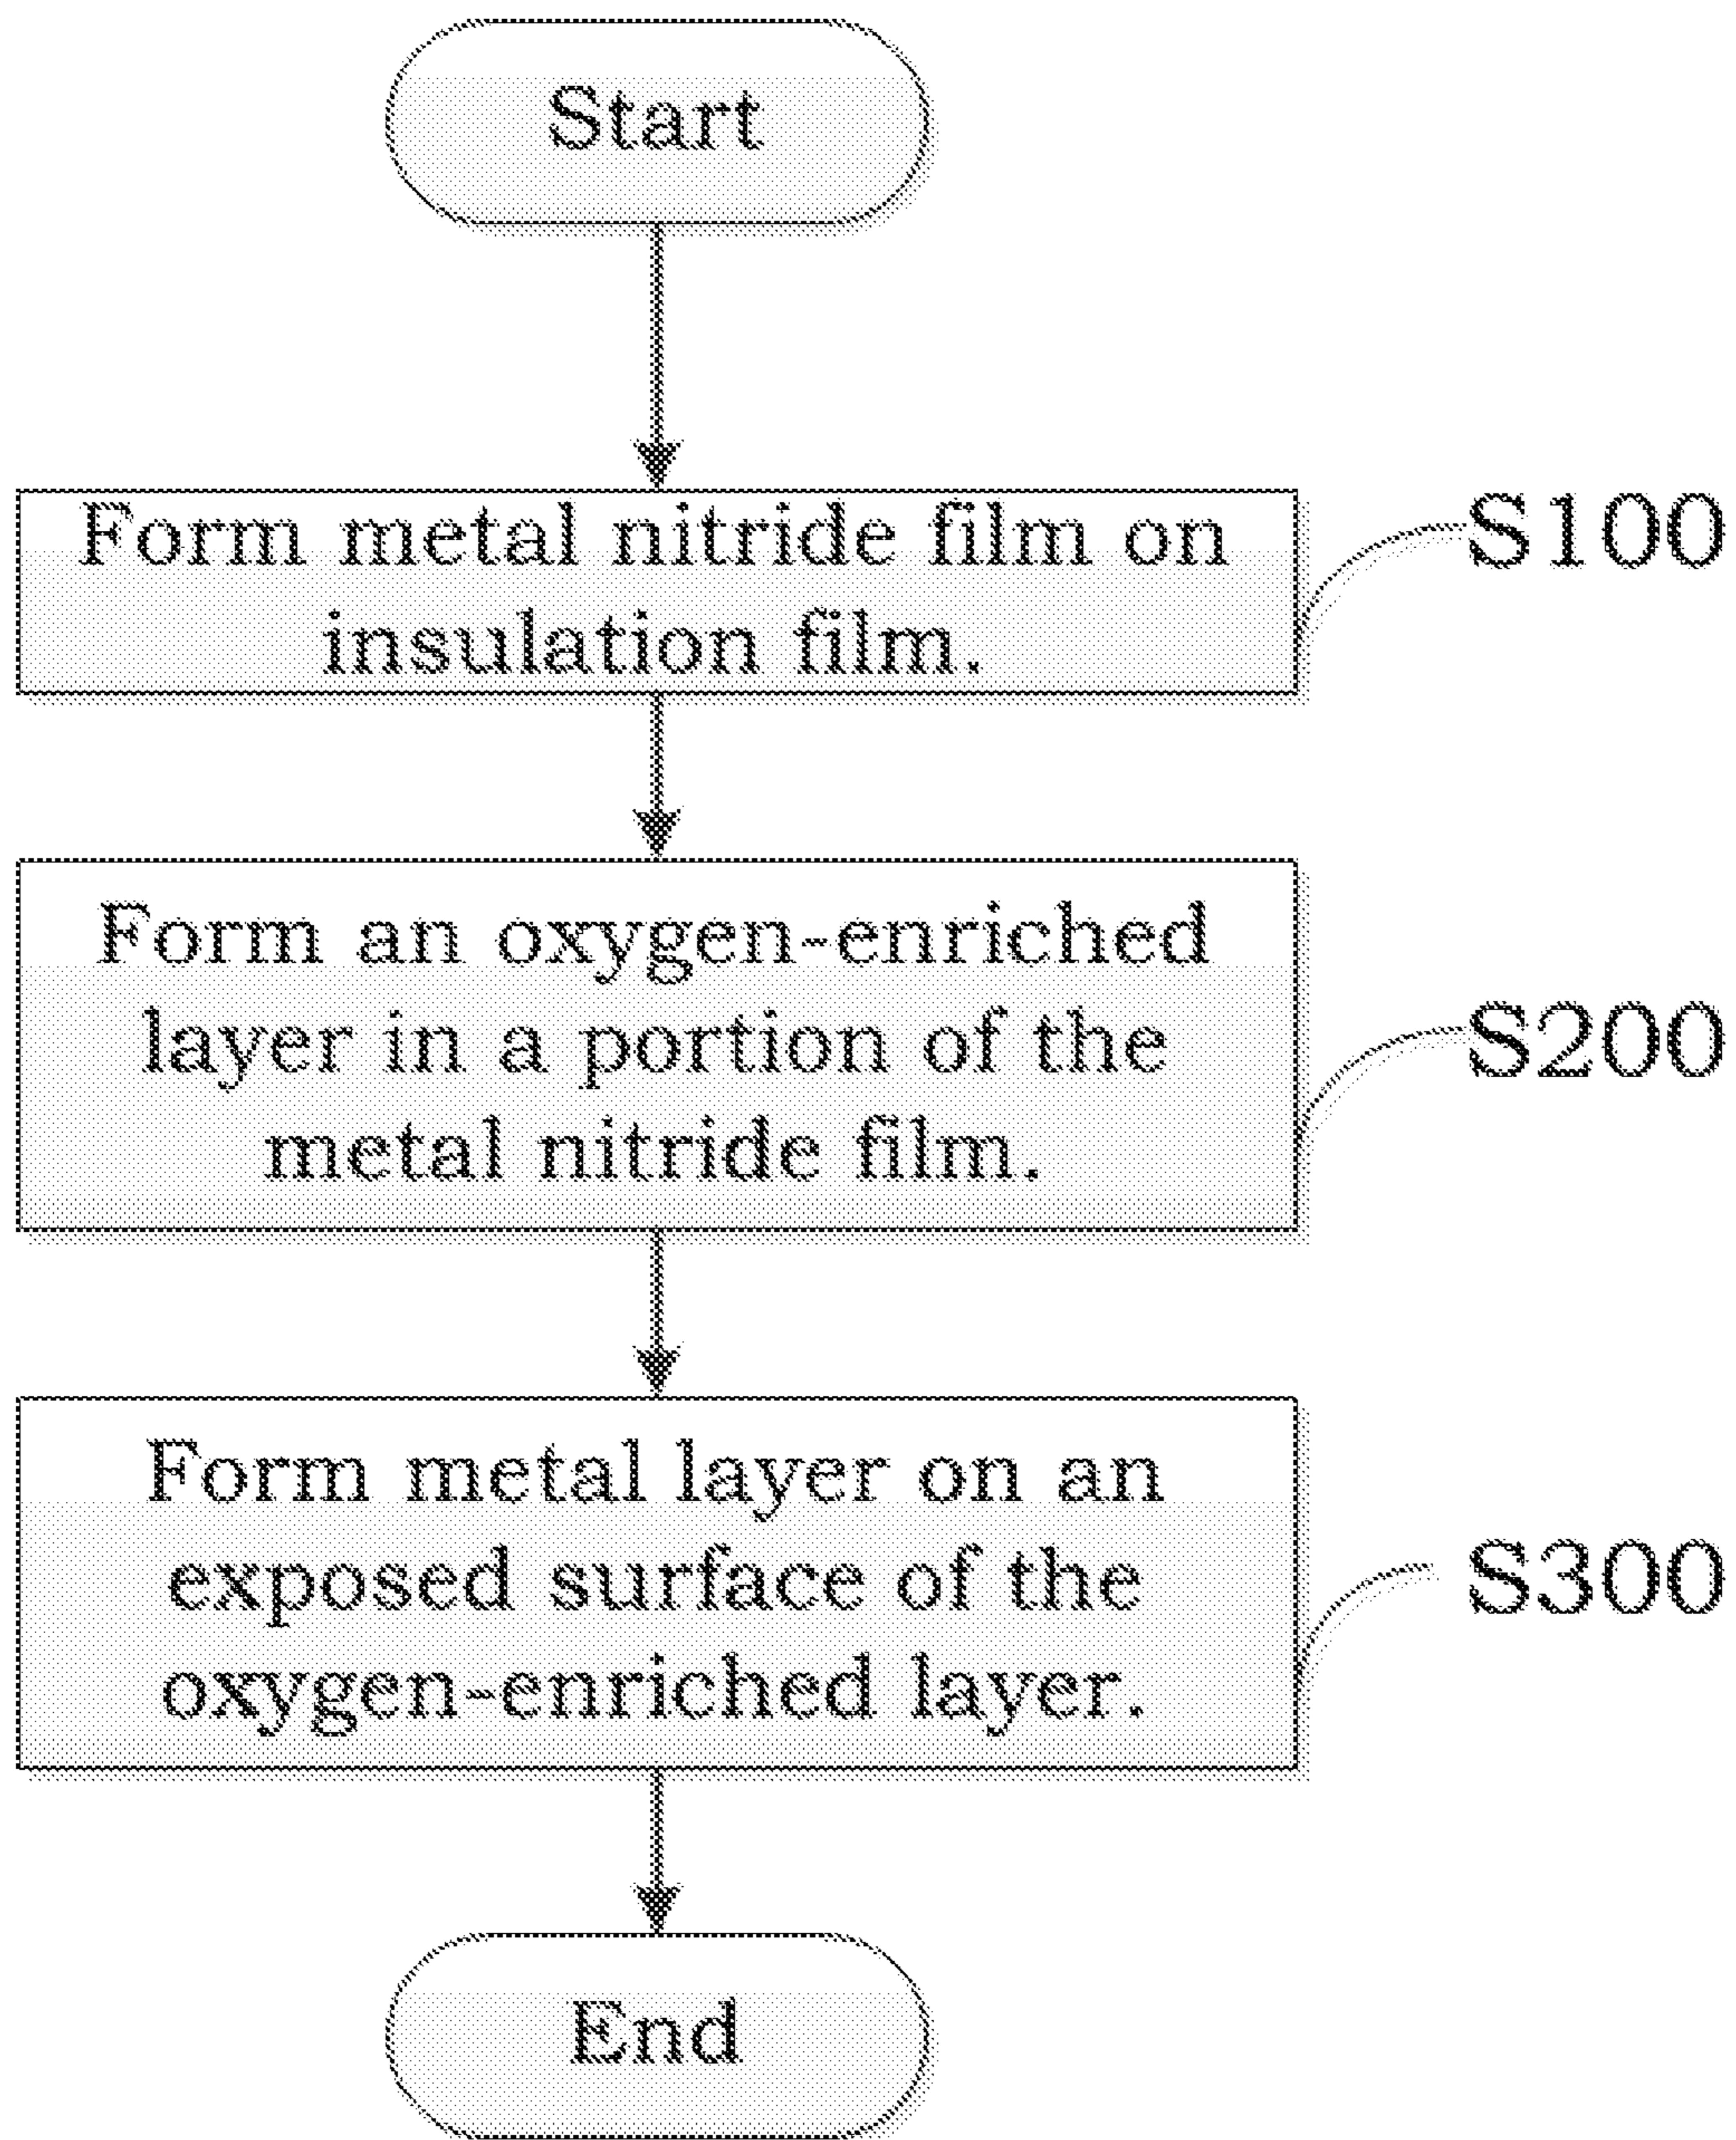 Start
Form metal nitride film on
insulation film.
S100
Form an oxygen-enriched
layer in a portion of the
metal nitride film.
S200
Form metal layer on an
exposed surface of the
oxygen-enriched layer.
S300
End